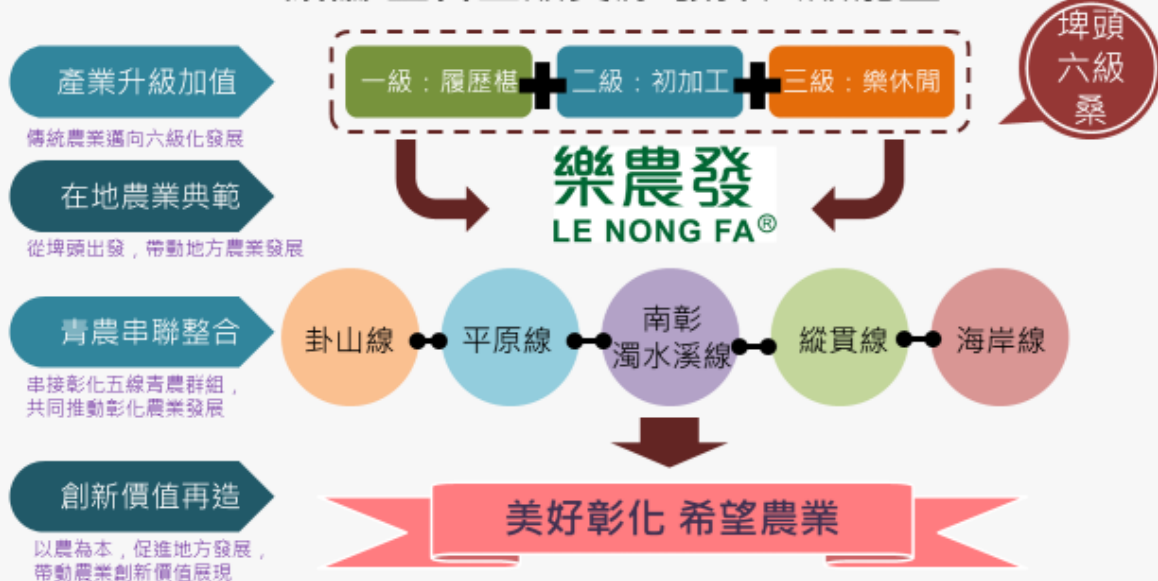 埤頭
六級
桑
產業升級加值
一級：履歷椹
二級：初加工
三級：樂休閒
傳統農業邁向六級化發展
在地農業典範
樂農發
LE NONG FA®
從埤頭出發，帶動地方農業發展
青農串聯整合
卦山線
平原線
南彰
濁水溪線
縱貫線
海岸線
串接彰化五線青農群組，
共同推動彰化農業發展
創新價值再造
美好彰化 希望農業
以農為本，促進地方發展，
帶動農業創新價值展現